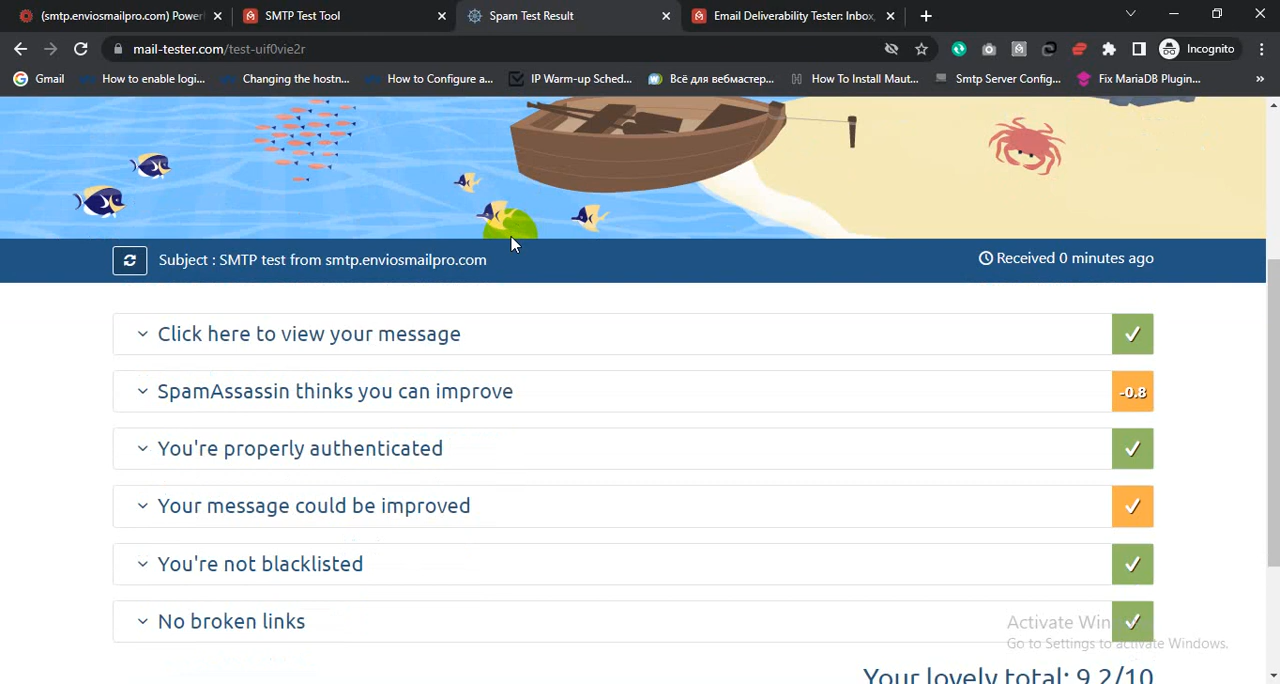 (smtp.enviosmailpro.com) Power
SMTP Test Tool
Spam Test Result
Email Deliverability Tester: Inbox,
mail-tester.com/test-uif0vie2r
Incognito
Gmail
How to enable logi...
Changing the hostn...
How to Configure a...
IP Warm-up Sched...
Всё для вебмастер...
How To Install Maut...
Smtp Server Config...
Fix MariaDB Plugin...
Subject : SMTP test from smtp.enviosmailpro.com
Received 0 minutes ago
Click here to view your message
SpamAssassin thinks you can improve
-0.8
You're properly authenticated
Your message could be improved
You're not blacklisted
No broken links
Activate Win
Go to Settings to activate Windows.
Your lovely total: 9.2/10